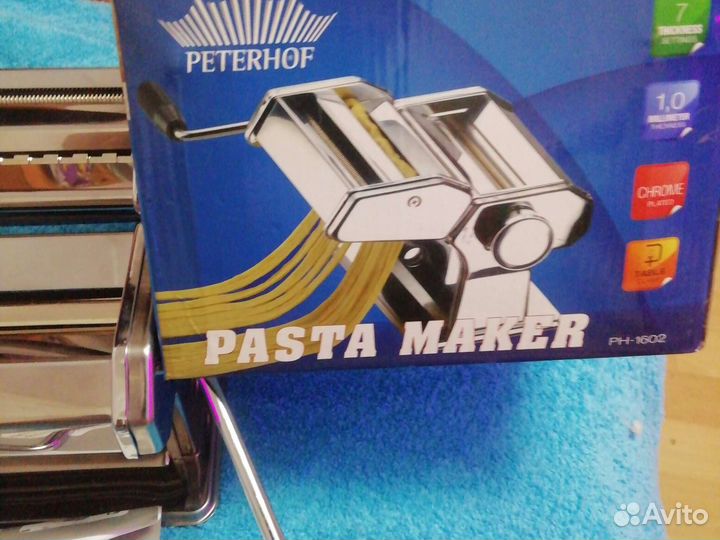 PETERHOF
7
THICKNESS
SETTINGS
1,0
MILLIMETER
THICKNESS
CHROME
PLATED
TABLE
PASTA MAKER
PH-1602
Avito